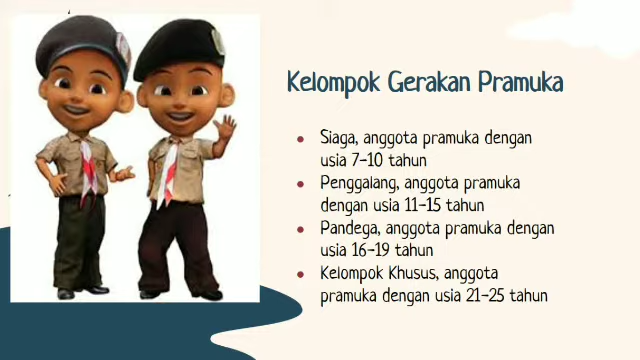 Kelompok Gerakan Pramuka
• Siaga, anggota pramuka dengan
usia 7-10 tahun
• Penggalang, anggota pramuka
dengan usia 11-15 tahun
• Pandega, anggota pramuka dengan
usia 16-19 tahun
• Kelompok Khusus, anggota
pramuka dengan usia 21-25 tahun